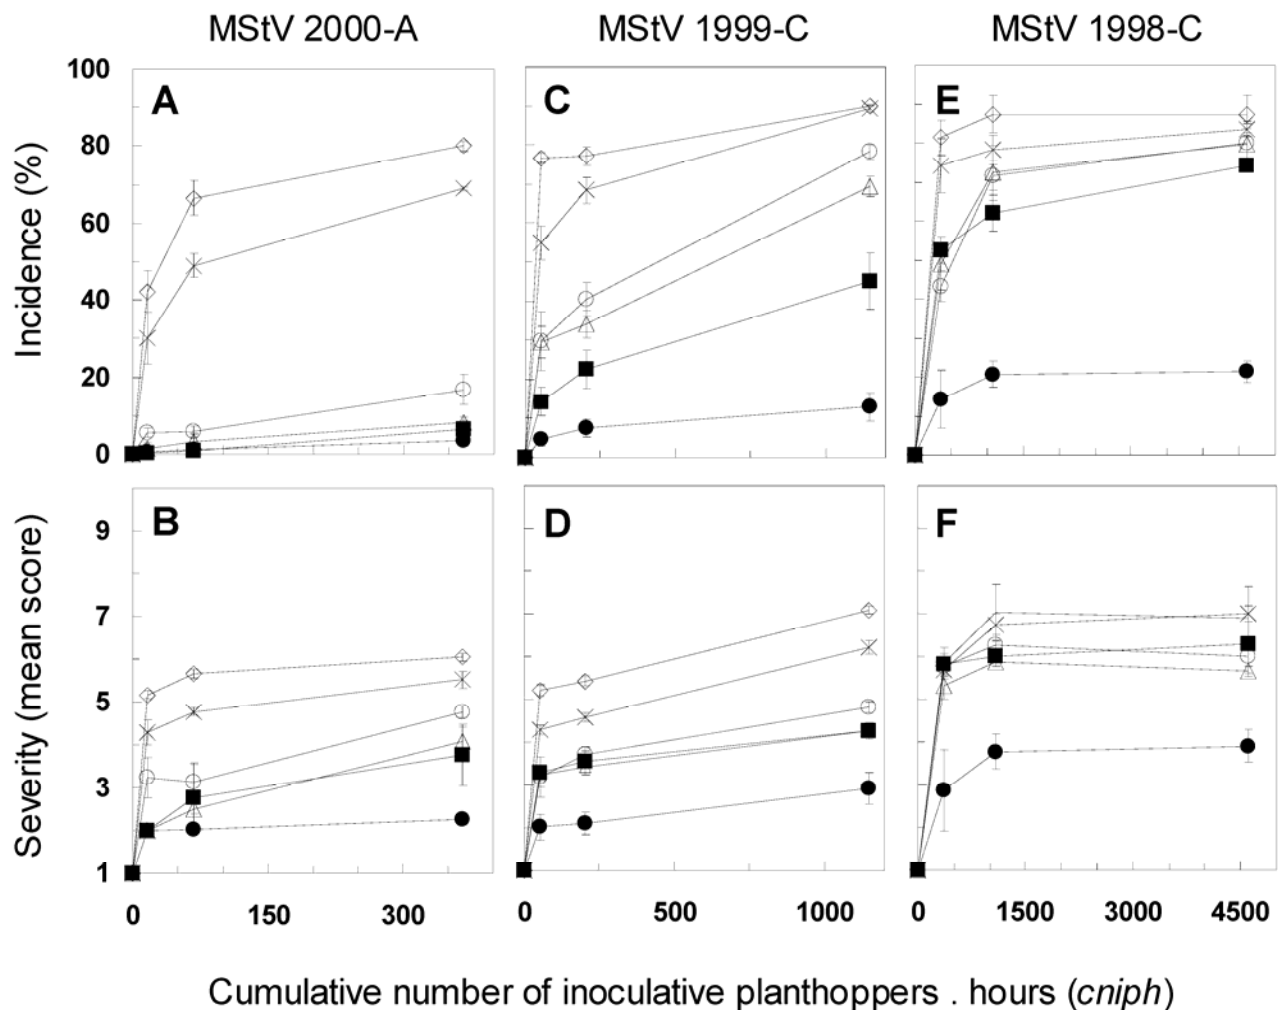 MStV 2000-A MStV 1999-C MStV 1998-C
Incidence (%)
100
80
60
40
20
0
A
C
E
Severity (mean score)
9
7
5
3
1
B
D
F
0 150 300
0 500 1000
0 1500 3000 4500
Cumulative number of inoculative planthoppers . hours (cniph)